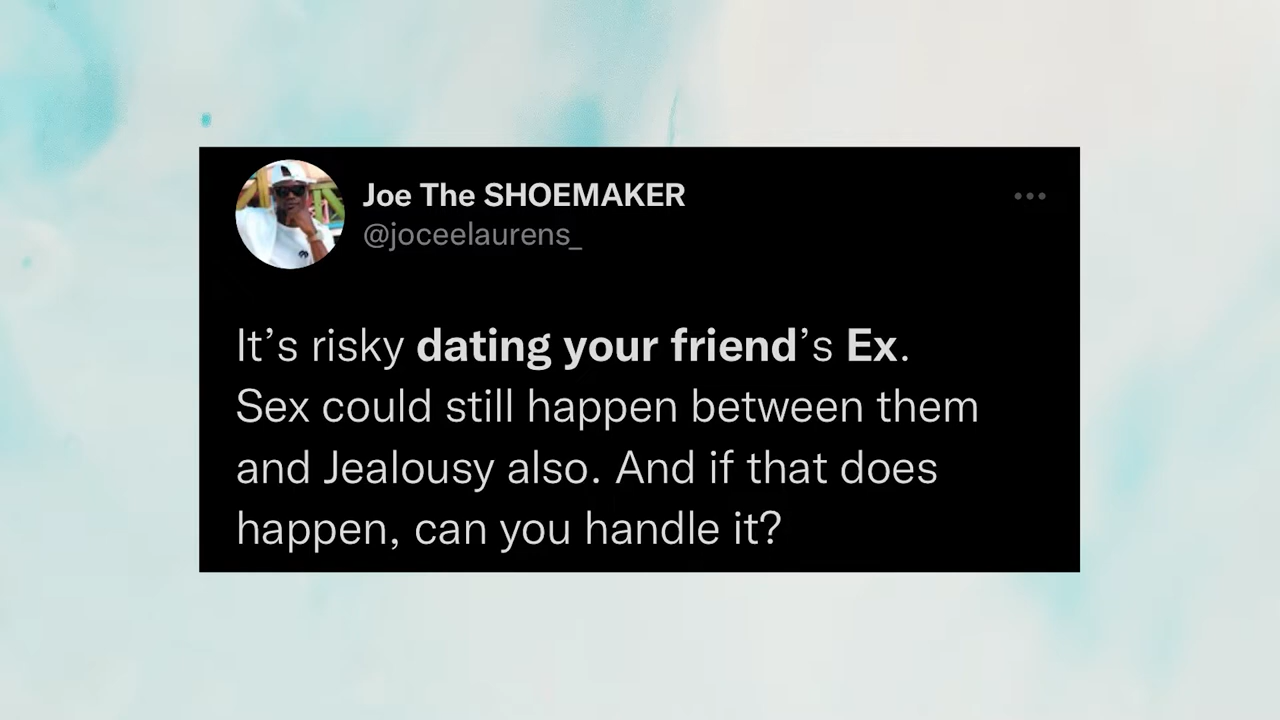 Joe The SHOEMAKER
@joceelaurens_
It’s risky dating your friend’s Ex.
Sex could still happen between them
and Jealousy also. And if that does
happen, can you handle it?